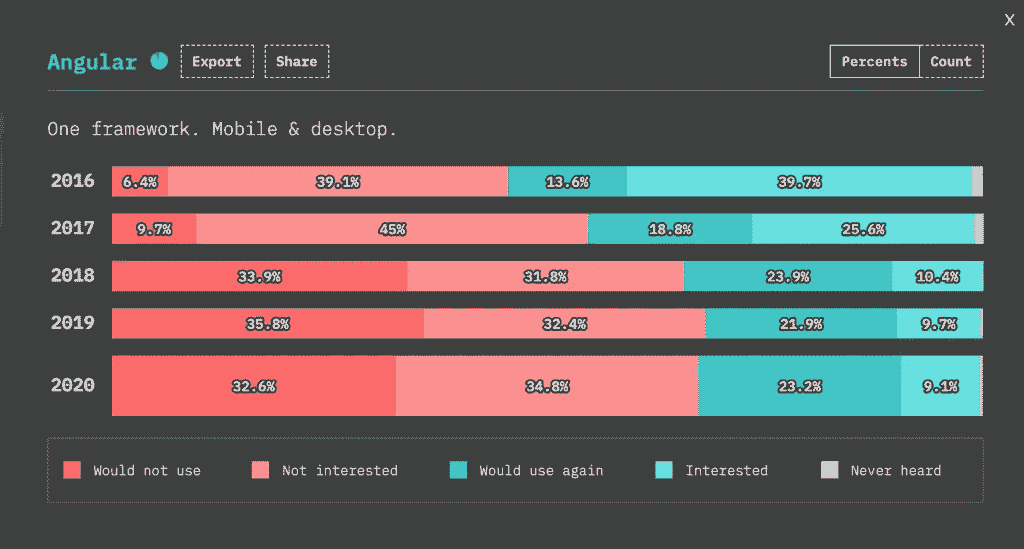 X
Angular Export Share Percents Count
One framework. Mobile & desktop.
2016 6.4% 39.1% 13.6% 39.7%
2017 9.7% 45% 18.8% 25.6%
2018 33.9% 31.8% 23.9% 10.4%
2019 35.8% 32.4% 21.9% 9.7%
2020 32.6% 34.8% 23.2% 9.1%
Would not use Not interested Would use again Interested Never heard